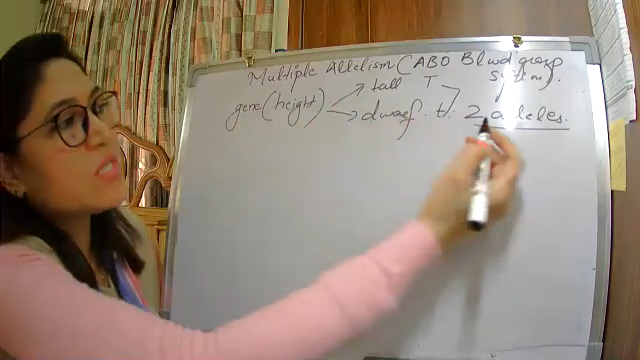 Multiple Allelism (ABO Blood group
system).
gene (height) tall T
dwarf. t. 2 alleles.